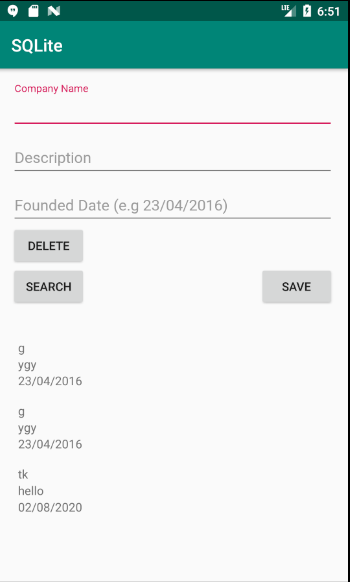 LTE 6:51
SQLite
Company Name
Description
Founded Date (e.g 23/04/2016)
DELETE
SEARCH SAVE
g
ygy
23/04/2016
g
ygy
23/04/2016
tk
hello
02/08/2020